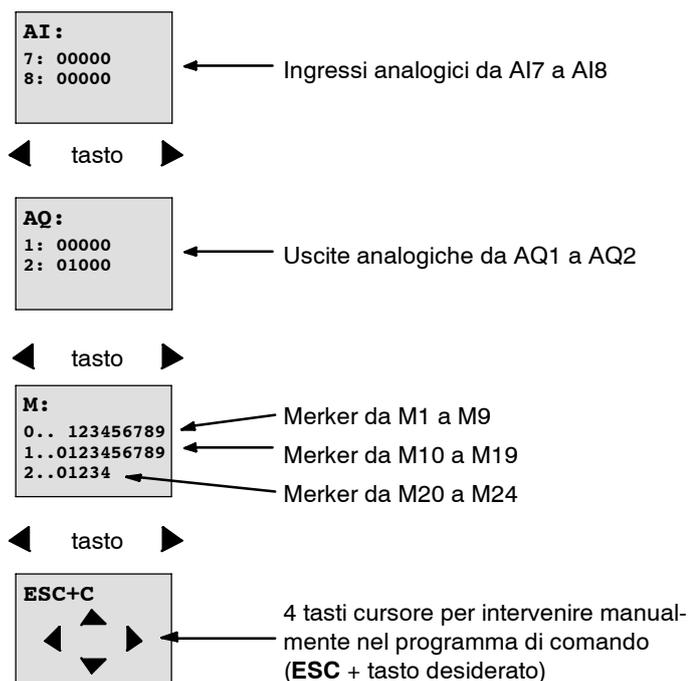 AI:
7: 00000
8: 00000
Ingressi analogici da AI7 a AI8
tasto
AQ:
1: 00000
2: 01000
Uscite analogiche da AQ1 a AQ2
tasto
M:
0.. 123456789
1..0123456789
2..01234
Merker da M1 a M9
Merker da M10 a M19
Merker da M20 a M24
tasto
ESC+C
4 tasti cursore per intervenire manual-
mente nel programma di comando
(ESC + tasto desiderato)